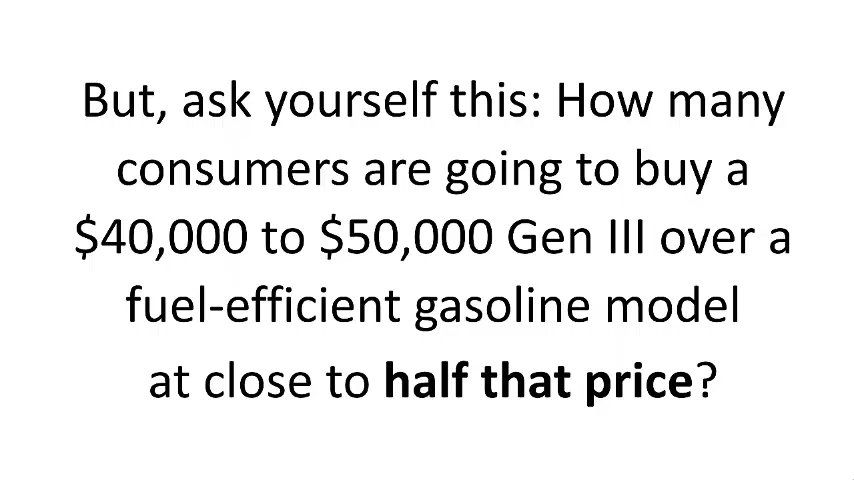 But, ask yourself this: How many
consumers are going to buy a
$40,000 to $50,000 Gen III over a
fuel-efficient gasoline model
at close to half that price?